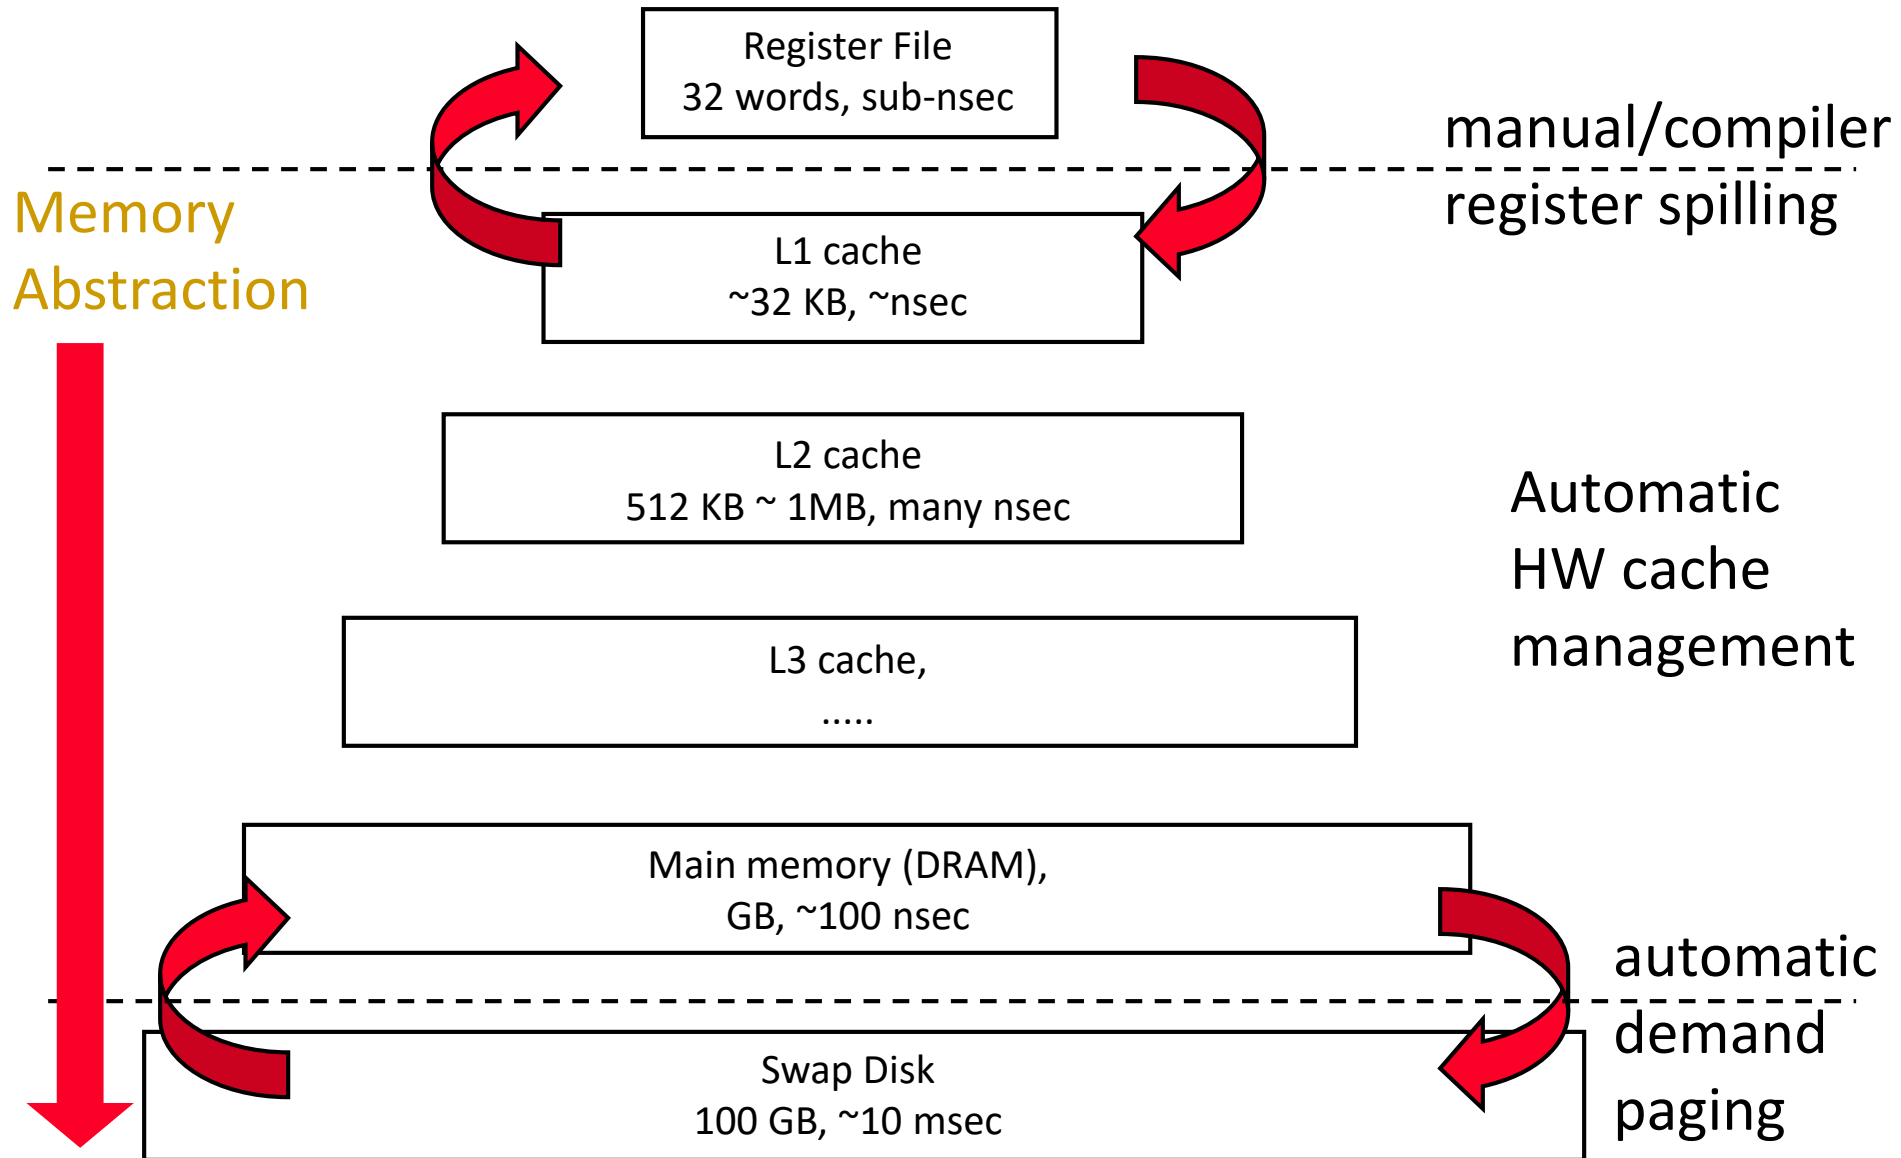 Register File
32 words, sub-nsec
manual/compiler
register spilling
Memory
Abstraction
L1 cache
~32 KB, ~nsec
L2 cache
512 KB ~ 1MB, many nsec
Automatic
HW cache
management
L3 cache,
.....
Main memory (DRAM),
GB, ~100 nsec
automatic
demand
paging
Swap Disk
100 GB, ~10 msec